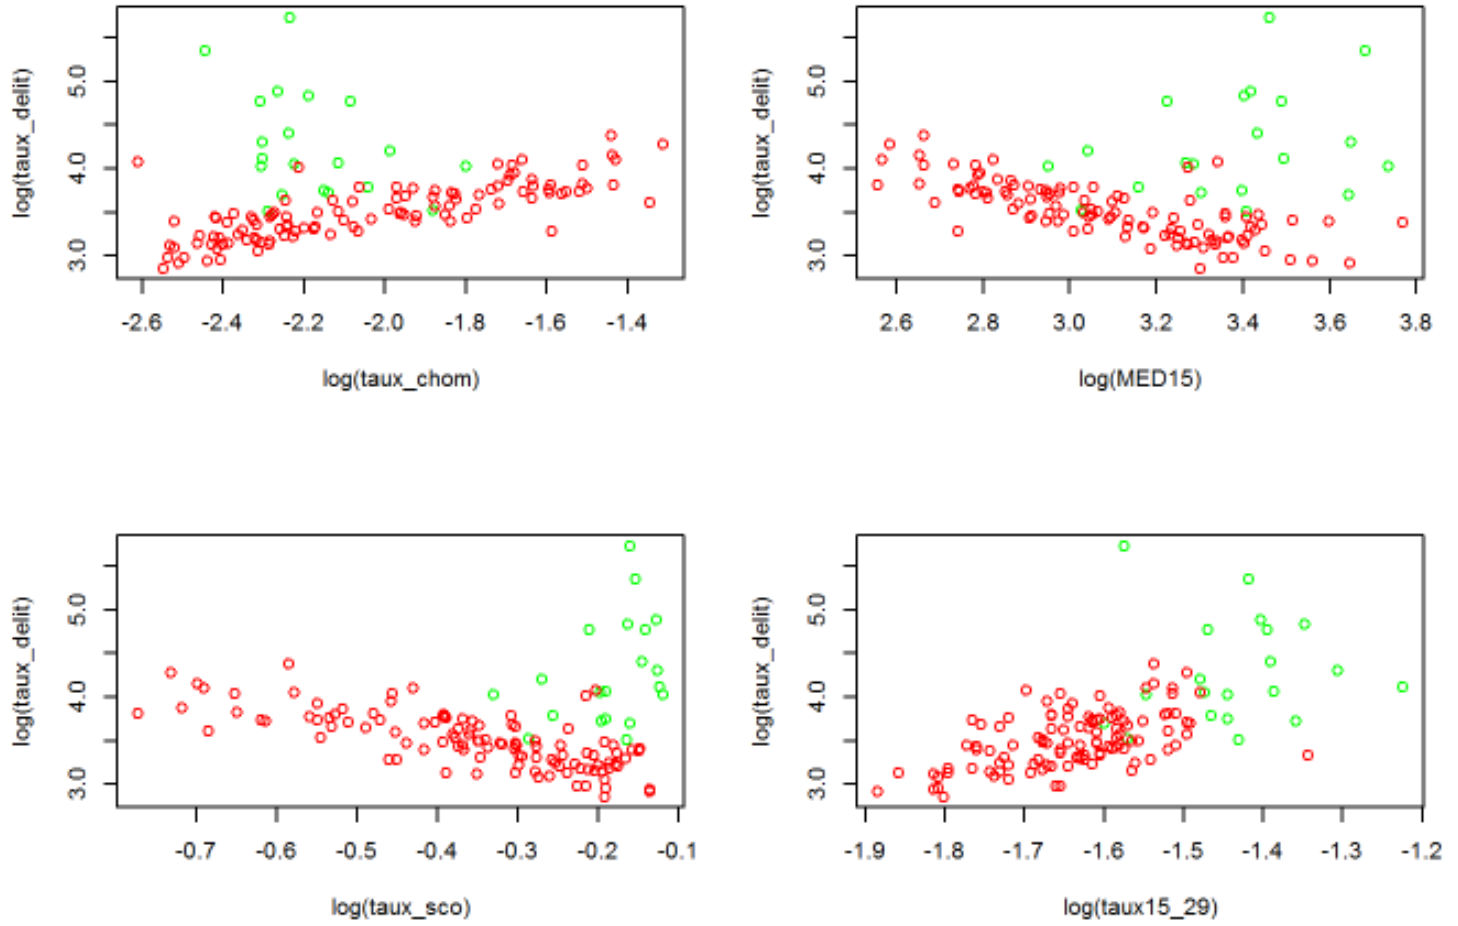 log(taux_delit)
3.0 4.0 5.0
-2.6 -2.4 -2.2 -2.0 -1.8 -1.6 -1.4
log(taux_chom)
log(taux_delit)
3.0 4.0 5.0
2.6 2.8 3.0 3.2 3.4 3.6 3.8
log(MED15)
log(taux_delit)
3.0 4.0 5.0
-0.7 -0.6 -0.5 -0.4 -0.3 -0.2 -0.1
log(taux_sco)
log(taux_delit)
3.0 4.0 5.0
-1.9 -1.8 -1.7 -1.6 -1.5 -1.4 -1.3 -1.2
log(taux15_29)